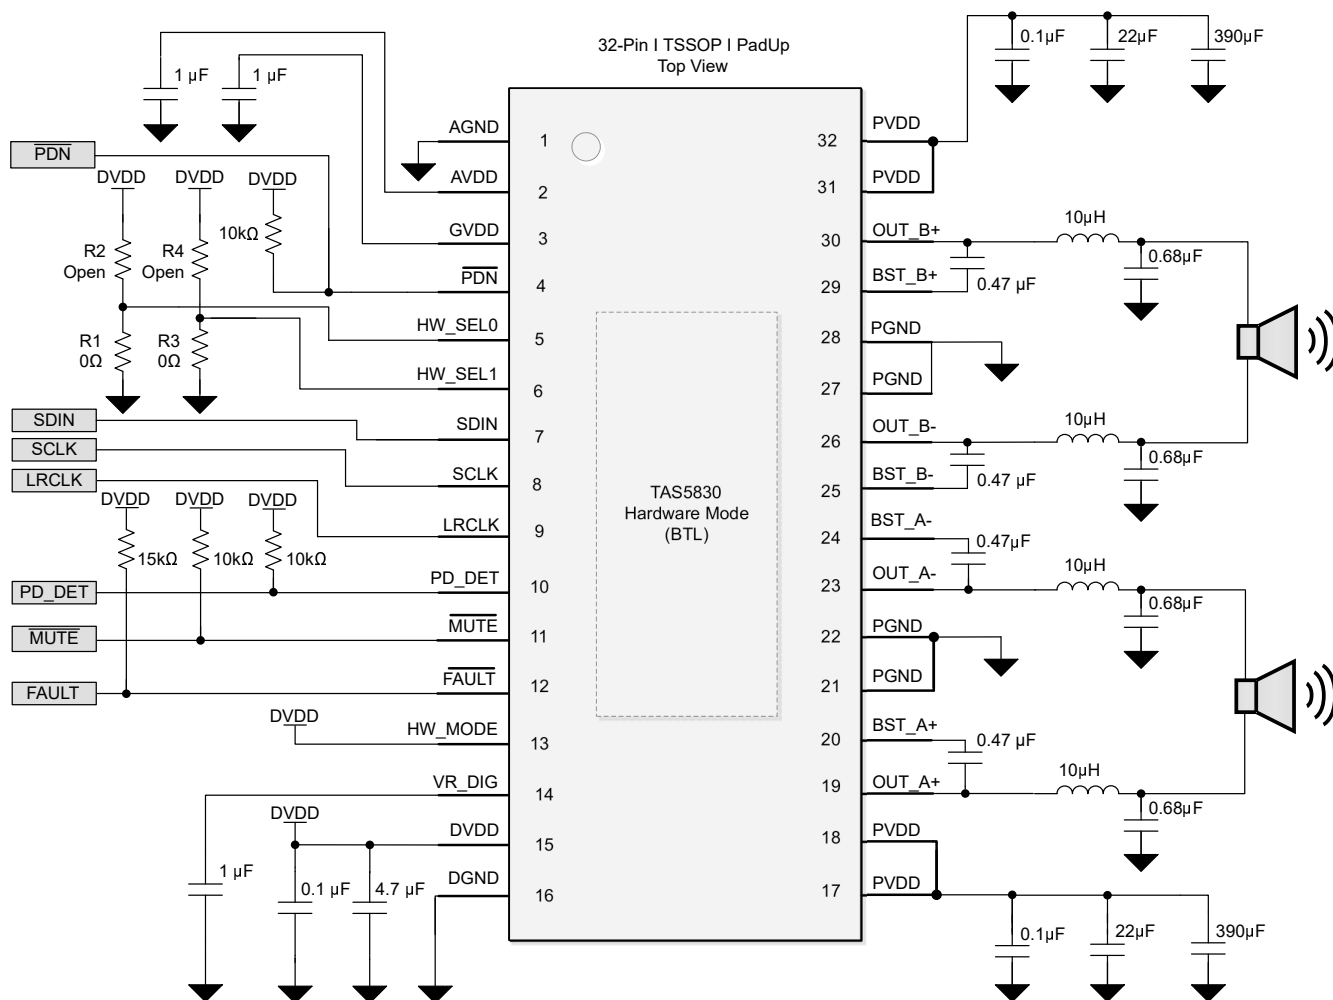 32-Pin I TSSOP I PadUp
Top View
1 µF
1 µF
0.1µF
22µF
390µF
PDN
DVDD
DVDD
DVDD
R2
Open
R4
Open
10kΩ
R1
0Ω
R3
0Ω
SDIN
SCLK
LRCLK
DVDD
DVDD
DVDD
15kΩ
10kΩ
10kΩ
PD_DET
MUTE
FAULT
DVDD
DVDD
1 µF
0.1 µF
4.7 µF
AGND
1
AVDD
2
GVDD
3
PDN
4
HW_SEL0
5
HW_SEL1
6
SDIN
7
SCLK
8
LRCLK
9
PD_DET
10
MUTE
11
FAULT
12
HW_MODE
13
VR_DIG
14
DVDD
15
DGND
16
TAS5830
Hardware Mode
(BTL)
32
PVDD
31
PVDD
30
OUT_B+
29
BST_B+
28
PGND
27
PGND
26
OUT_B-
25
BST_B-
24
BST_A-
23
OUT_A-
22
PGND
21
PGND
20
BST_A+
19
OUT_A+
18
PVDD
17
PVDD
10µH
0.68µF
0.47 µF
10µH
0.68µF
0.47 µF
0.47µF
10µH
0.68µF
0.47 µF
10µH
0.68µF
0.1µF
22µF
390µF